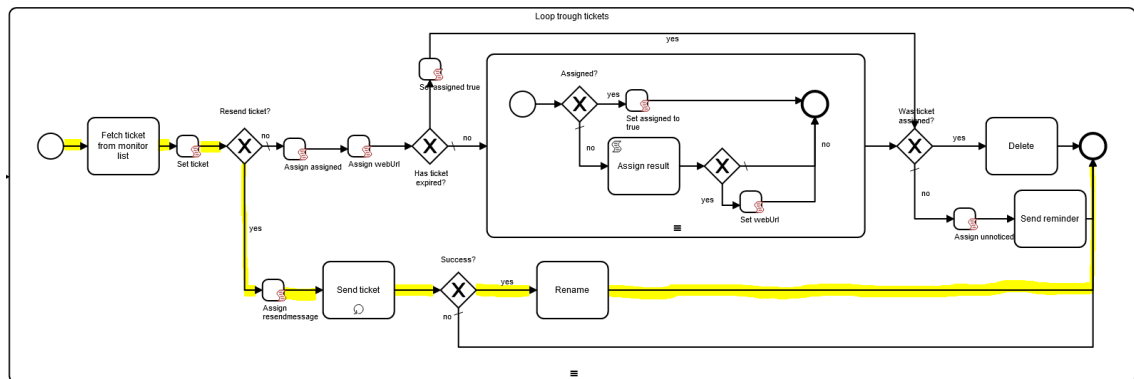 Loop trough tickets
yes
Set assigned true
Assigned?
yes
Set assigned to
true
no
Assign result
yes
no
Set webUrl
Resend ticket?
Fetch ticket
from monitor
list
Set ticket
no
Assign assigned
Assign webUrl
Has ticket
expired?
no
Was ticket
assigned?
yes
Delete
no
Assign unnoticed
Send reminder
yes
Assign
resendmessage
Send ticket
Success?
yes
no
Rename